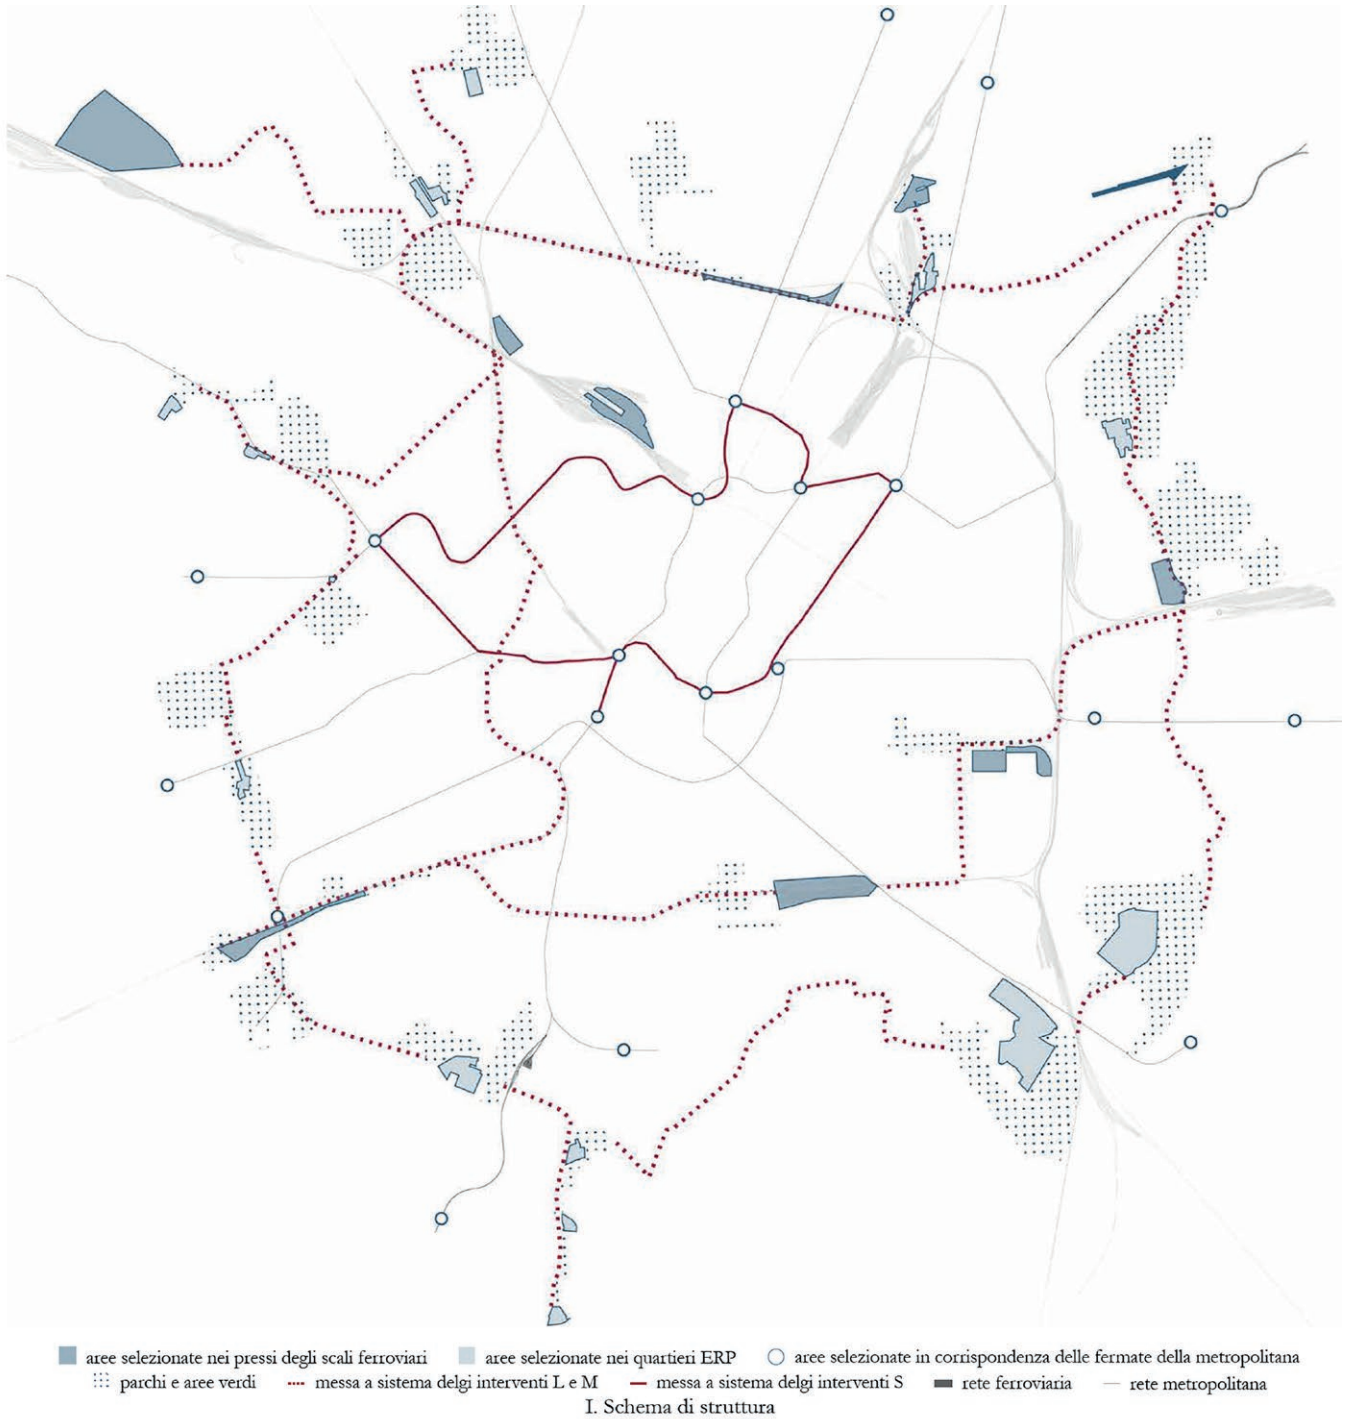 aree selezionate nei pressi degli scali ferroviari aree selezionate nei quartieri ERP aree selezionate in corrispondenza delle fermate della metropolitana
parchi e aree verdi messa a sistema delgi interventi L e M messa a sistema delgi interventi S rete ferroviaria rete metropolitana
I. Schema di struttura